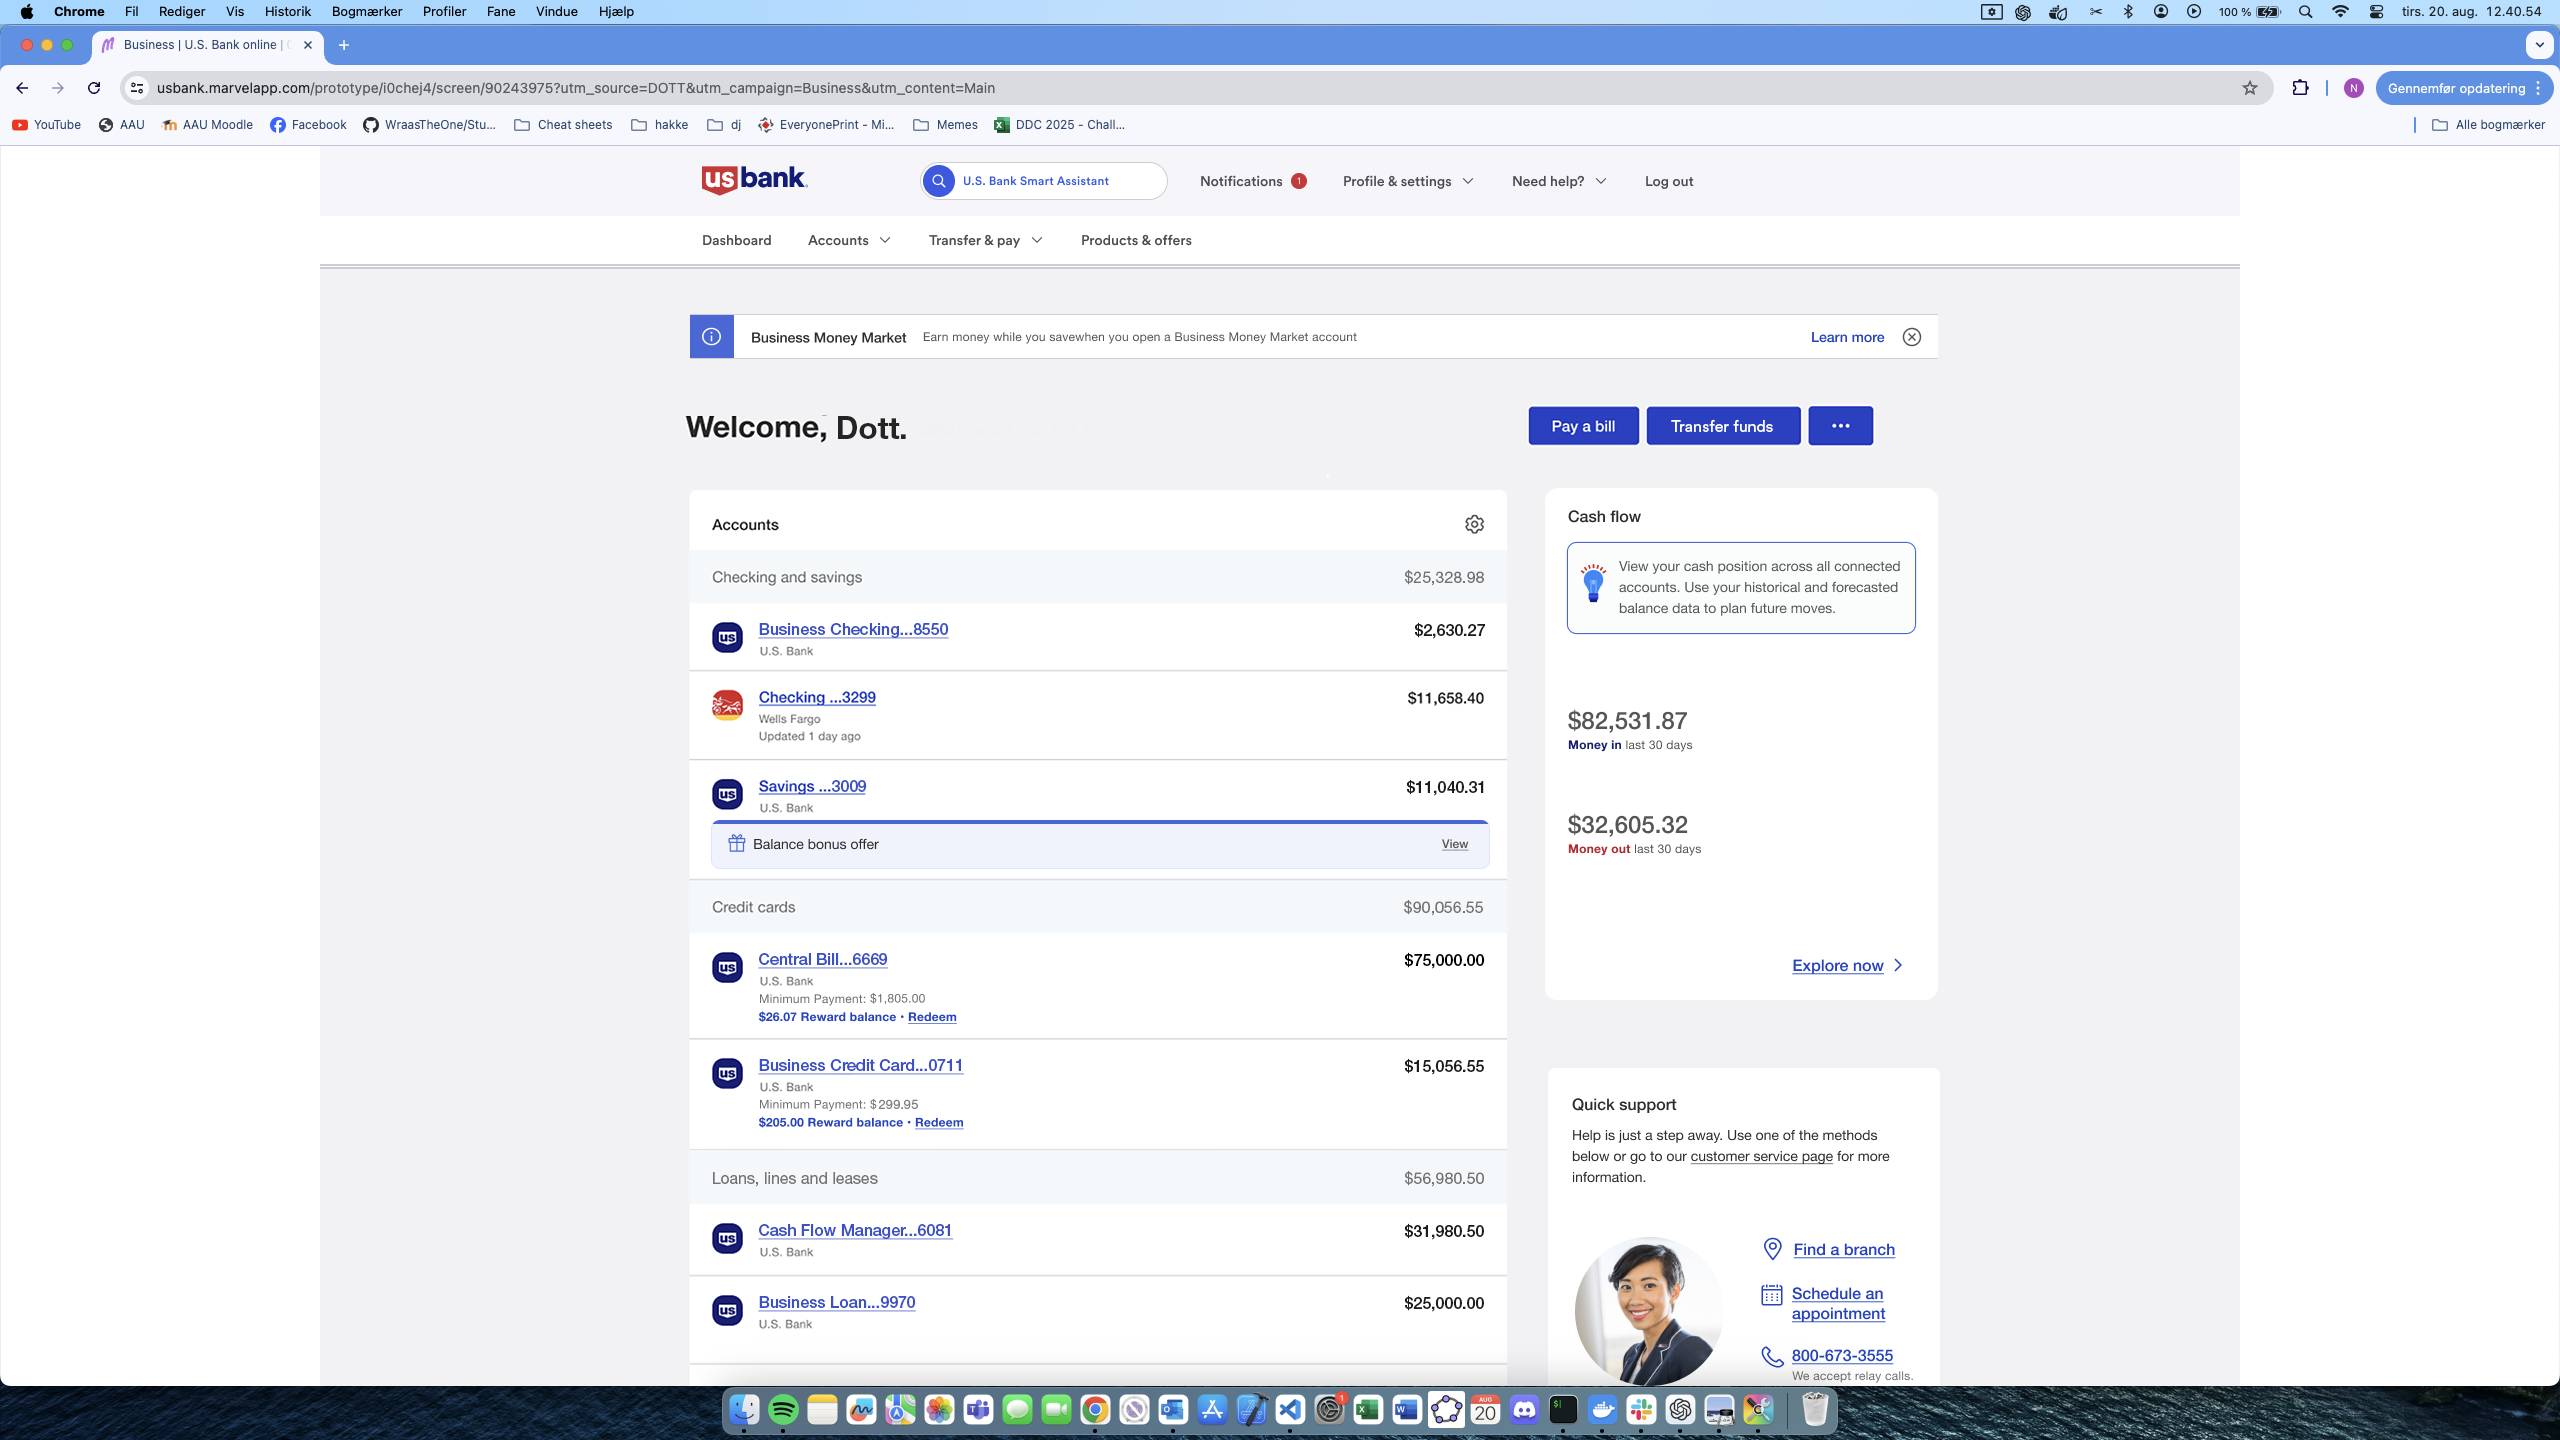 Chrome Fil Rediger Vis Historik Bogmærker Profiler Fane Vindue Hjælp 100 % tirs. 20. aug. 12.40.54
Business | U.S. Bank online |
usbank.marvelapp.com/prototype/i0chej4/screen/90243975?utm_source=DOTT&utm_campaign=Business&utm_content=Main N Gennemfør opdatering
YouTube AAU AAU Moodle Facebook WraasTheOne/Stu... Cheat sheets hakke dj EveryonePrint - Mi... Memes DDC 2025 - Chall... Alle bogmærker
us bank U.S. Bank Smart Assistant Notifications 1 Profile & settings Need help? Log out
Dashboard Accounts Transfer & pay Products & offers
Business Money Market Earn money while you savewhen you open a Business Money Market account Learn more
Welcome, Dott. Pay a bill Transfer funds
Accounts
Checking and savings $25,328.98
us Business Checking...8550 $2,630.27
U.S. Bank
Checking ...3299 $11,658.40
Wells Fargo
Updated 1 day ago
us Savings ...3009 $11,040.31
U.S. Bank
Balance bonus offer View
Credit cards $90,056.55
us Central Bill...6669 $75,000.00
U.S. Bank
Minimum Payment: $1,805.00
$26.07 Reward balance • Redeem
us Business Credit Card...0711 $15,056.55
U.S. Bank
Minimum Payment: $299.95
$205.00 Reward balance • Redeem
Loans, lines and leases $56,980.50
us Cash Flow Manager...6081 $31,980.50
U.S. Bank
us Business Loan...9970 $25,000.00
U.S. Bank
Cash flow
View your cash position across all connected
accounts. Use your historical and forecasted
balance data to plan future moves.
$82,531.87
Money in last 30 days
$32,605.32
Money out last 30 days
Explore now
Quick support
Help is just a step away. Use one of the methods
below or go to our customer service page for more
information.
Find a branch
Schedule an
appointment
800-673-3555
We accept relay calls.
1
AUG
20